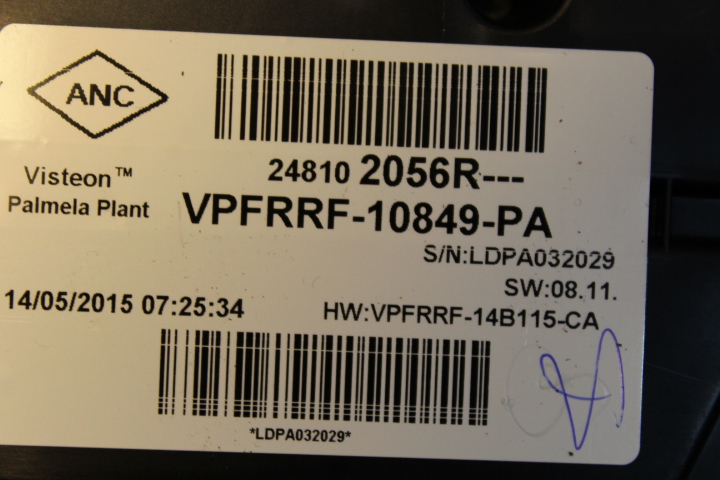 ANC
24810 2056R---
Visteon™
Palmela Plant
VPFRRF-10849-PA
S/N:LDPA032029
SW:08.11.
14/05/2015 07:25:34
HW:VPFRRF-14B115-CA
*LDPA032029*